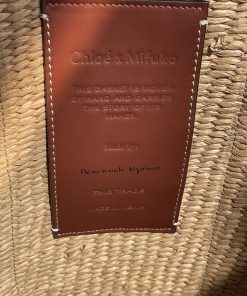 Chloé x Mifuko
THIS BASKET IS WOVEN
BY HAND AND CARRIES
THE STORY OF ITS
MAKER.
Made by:
Peninnah
FAIR TRADE
MADE IN KENYA